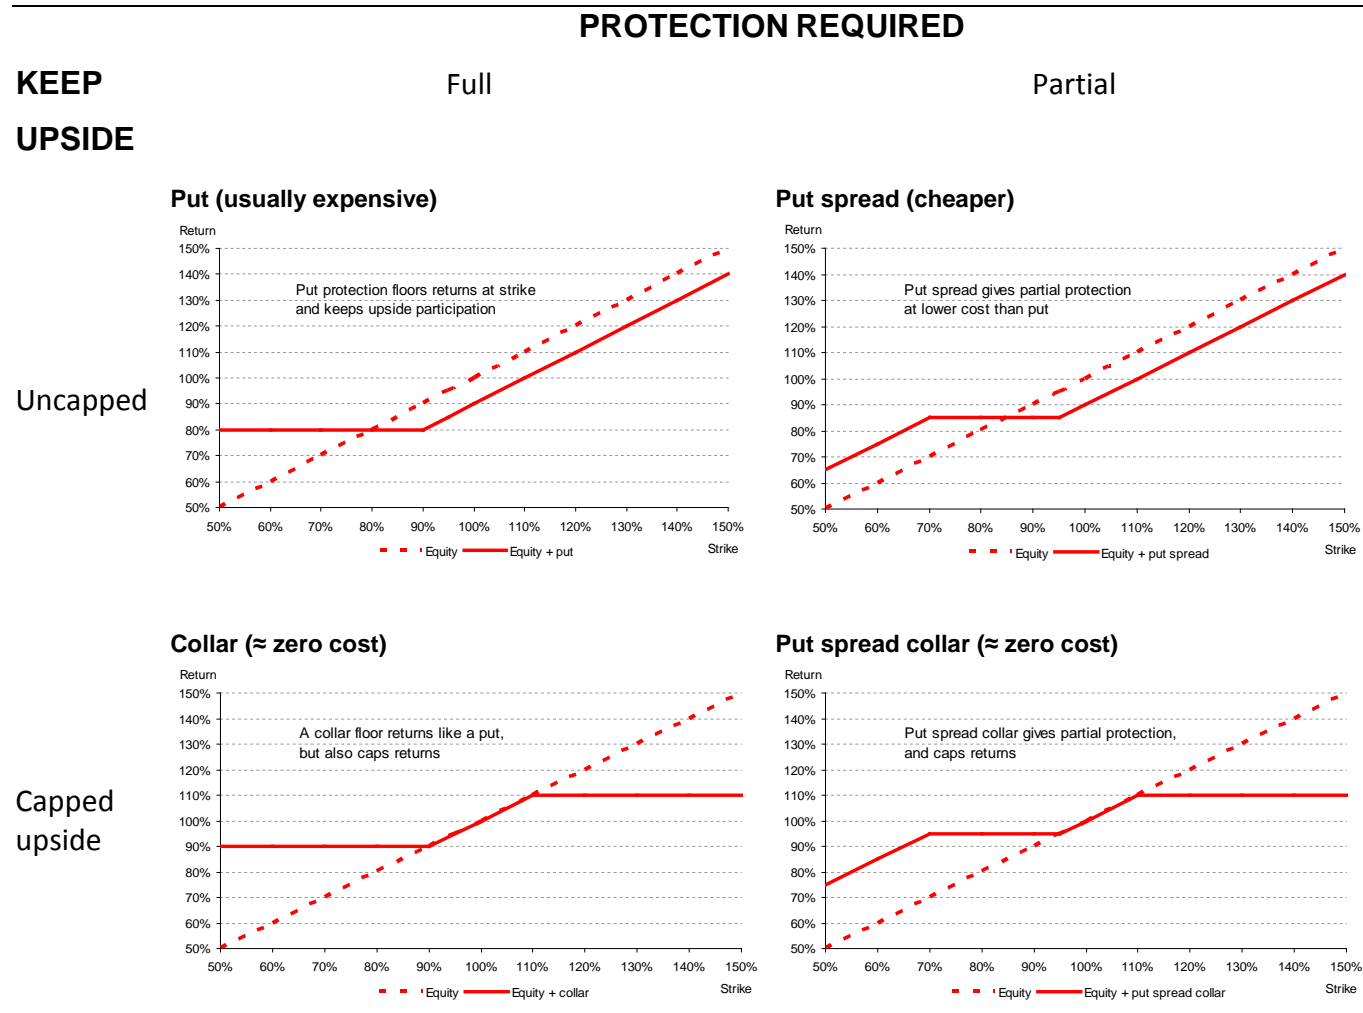 PROTECTION REQUIRED
KEEP
UPSIDE
Full
Partial
Put (usually expensive)
Return
150%
140%
130%
120%
110%
100%
90%
80%
70%
60%
50%
Put protection floors returns at strike
and keeps upside participation
50% 60% 70% 80% 90% 100% 110% 120% 130% 140% 150%
Strike
Equity Equity + put
Put spread (cheaper)
Return
150%
140%
130%
120%
110%
100%
90%
80%
70%
60%
50%
Put spread gives partial protection
at lower cost than put
50% 60% 70% 80% 90% 100% 110% 120% 130% 140% 150%
Strike
Equity Equity + put spread
Uncapped
Collar (≈ zero cost)
Return
150%
140%
130%
120%
110%
100%
90%
80%
70%
60%
50%
A collar floor returns like a put,
but also caps returns
50% 60% 70% 80% 90% 100% 110% 120% 130% 140% 150%
Strike
Equity Equity + collar
Put spread collar (≈ zero cost)
Return
150%
140%
130%
120%
110%
100%
90%
80%
70%
60%
50%
Put spread collar gives partial protection,
and caps returns
50% 60% 70% 80% 90% 100% 110% 120% 130% 140% 150%
Strike
Equity Equity + put spread collar
Capped
upside